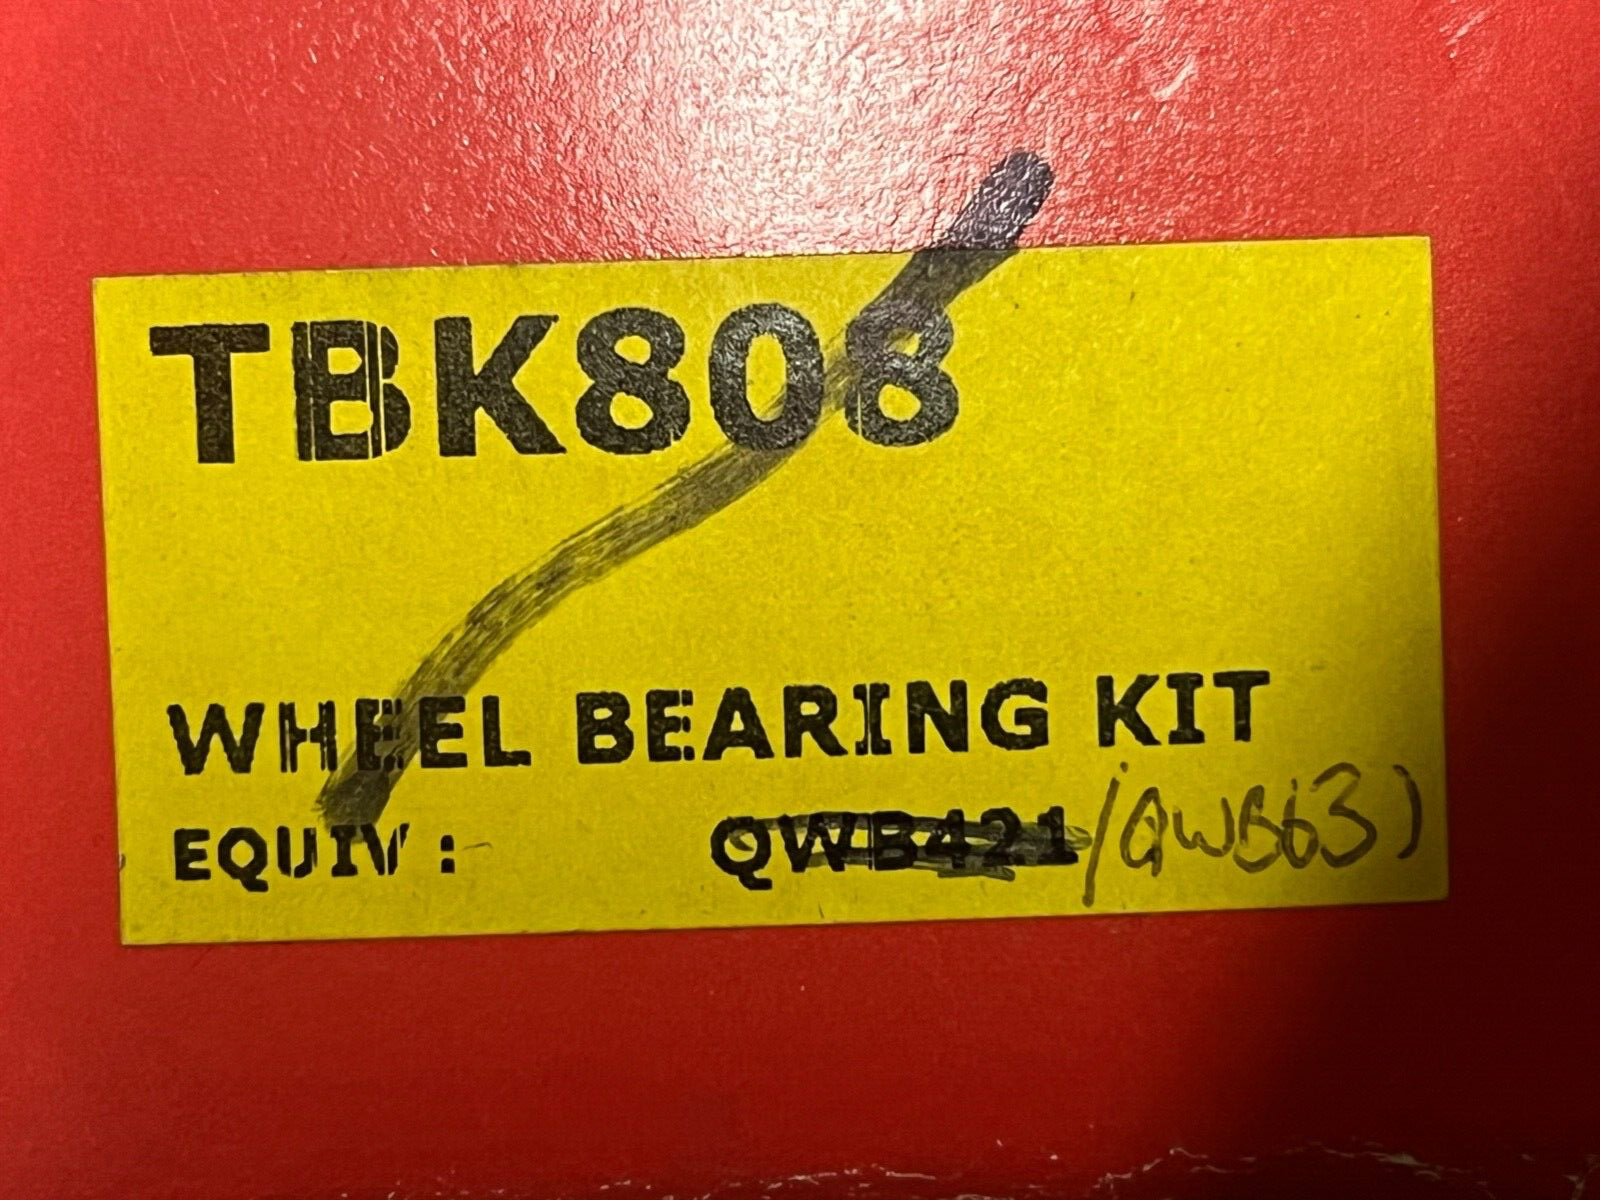 TBK808
WHEEL BEARING KIT
EQUIV : QWB421 /(QWB63)